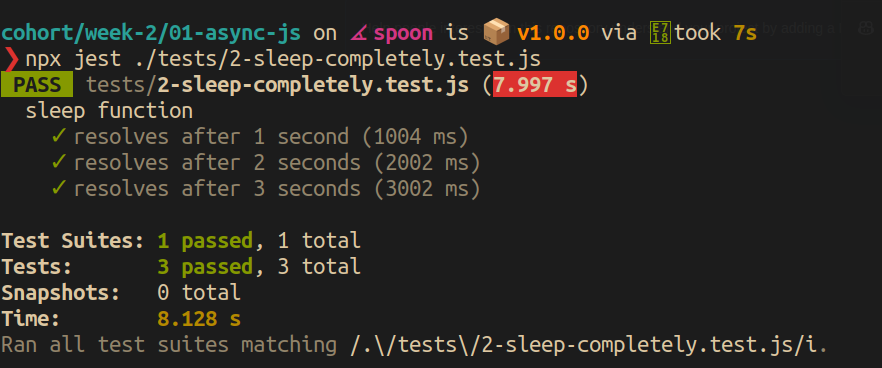 cohort/week-2/01-async-js on spoon is 📦 v1.0.0 via E7 18 took 7s
❯ npx jest ./tests/2-sleep-completely.test.js
PASS tests/2-sleep-completely.test.js (7.997 s)
sleep function
✓ resolves after 1 second (1004 ms)
✓ resolves after 2 seconds (2002 ms)
✓ resolves after 3 seconds (3002 ms)
Test Suites: 1 passed, 1 total
Tests: 3 passed, 3 total
Snapshots: 0 total
Time: 8.128 s
Ran all test suites matching /.\/tests\/2-sleep-completely.test.js/i.